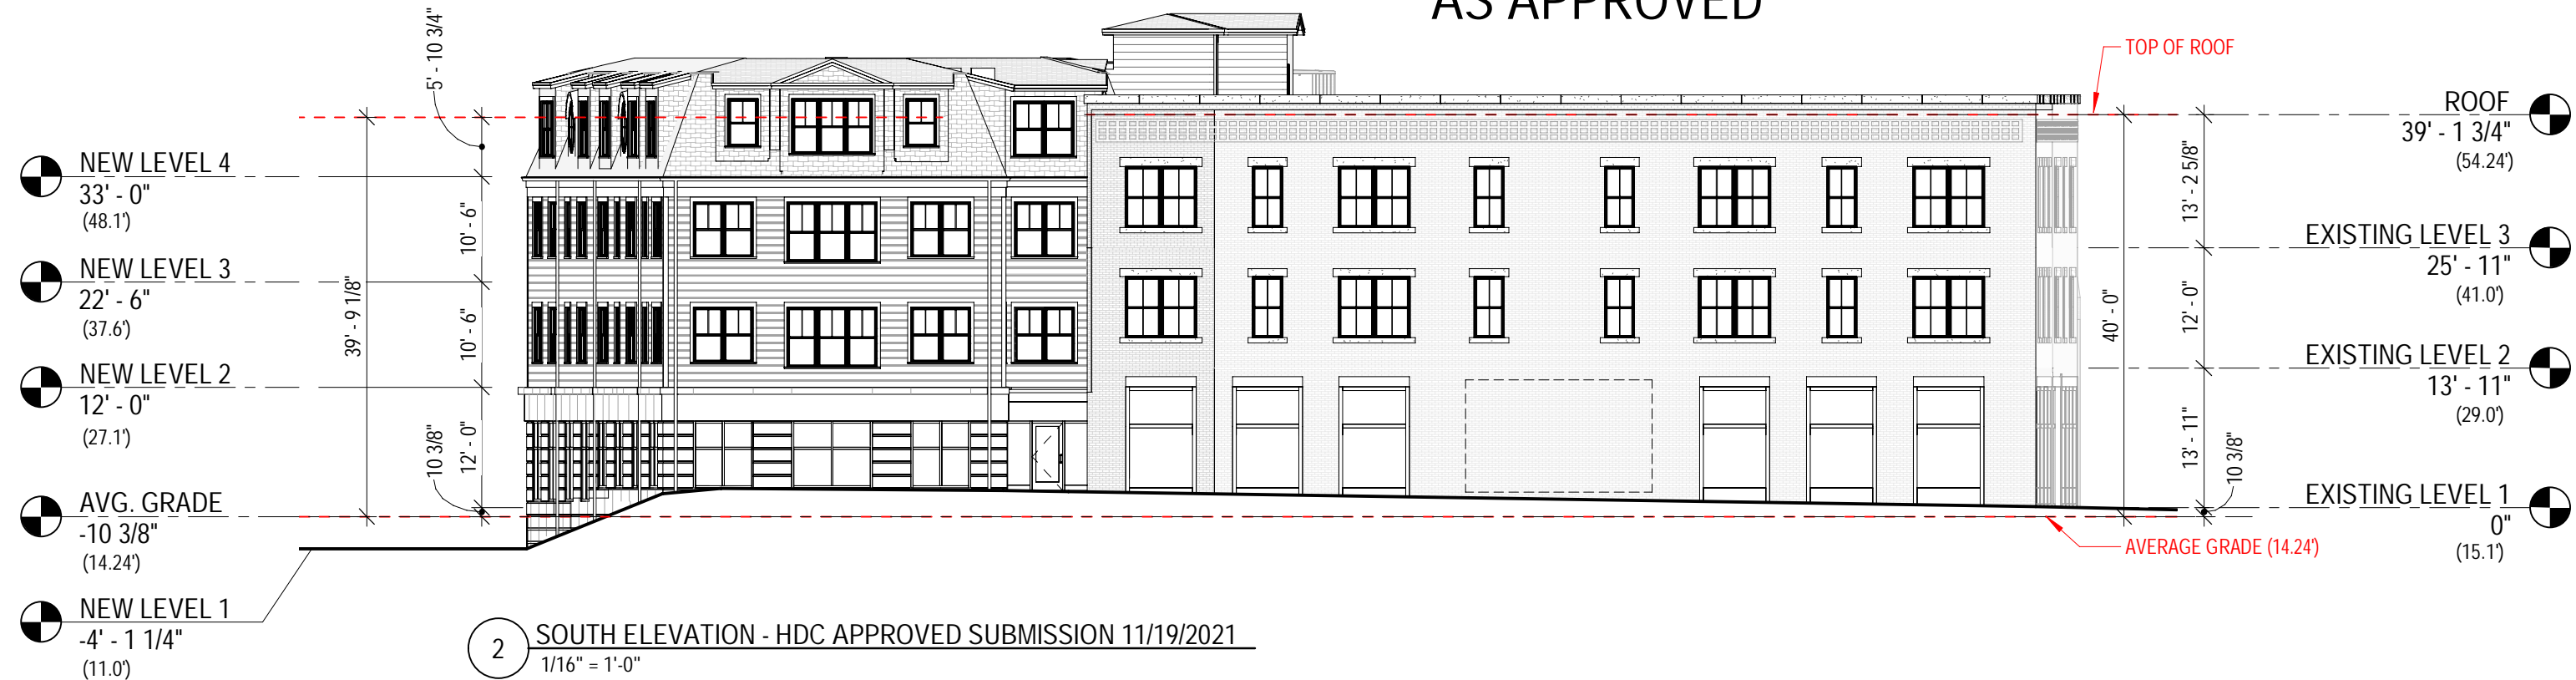 AS APPROVED
5' - 10 3/4"
TOP OF ROOF
NEW LEVEL 4
33' - 0"
(48.1')
NEW LEVEL 3
22' - 6"
(37.6')
NEW LEVEL 2
12' - 0"
(27.1')
AVG. GRADE
-10 3/8"
(14.24')
NEW LEVEL 1
-4' - 1 1/4"
(11.0')
39' - 9 1/8"
10' - 6"
10' - 6"
12' - 0"
10 3/8"
ROOF
39' - 1 3/4"
(54.24')
EXISTING LEVEL 3
25' - 11"
(41.0')
EXISTING LEVEL 2
13' - 11"
(29.0')
EXISTING LEVEL 1
0"
(15.1')
40' - 0"
13' - 2 5/8"
12' - 0"
13' - 11"
10 3/8"
AVERAGE GRADE (14.24')
2
SOUTH ELEVATION - HDC APPROVED SUBMISSION 11/19/2021
1/16" = 1'-0"